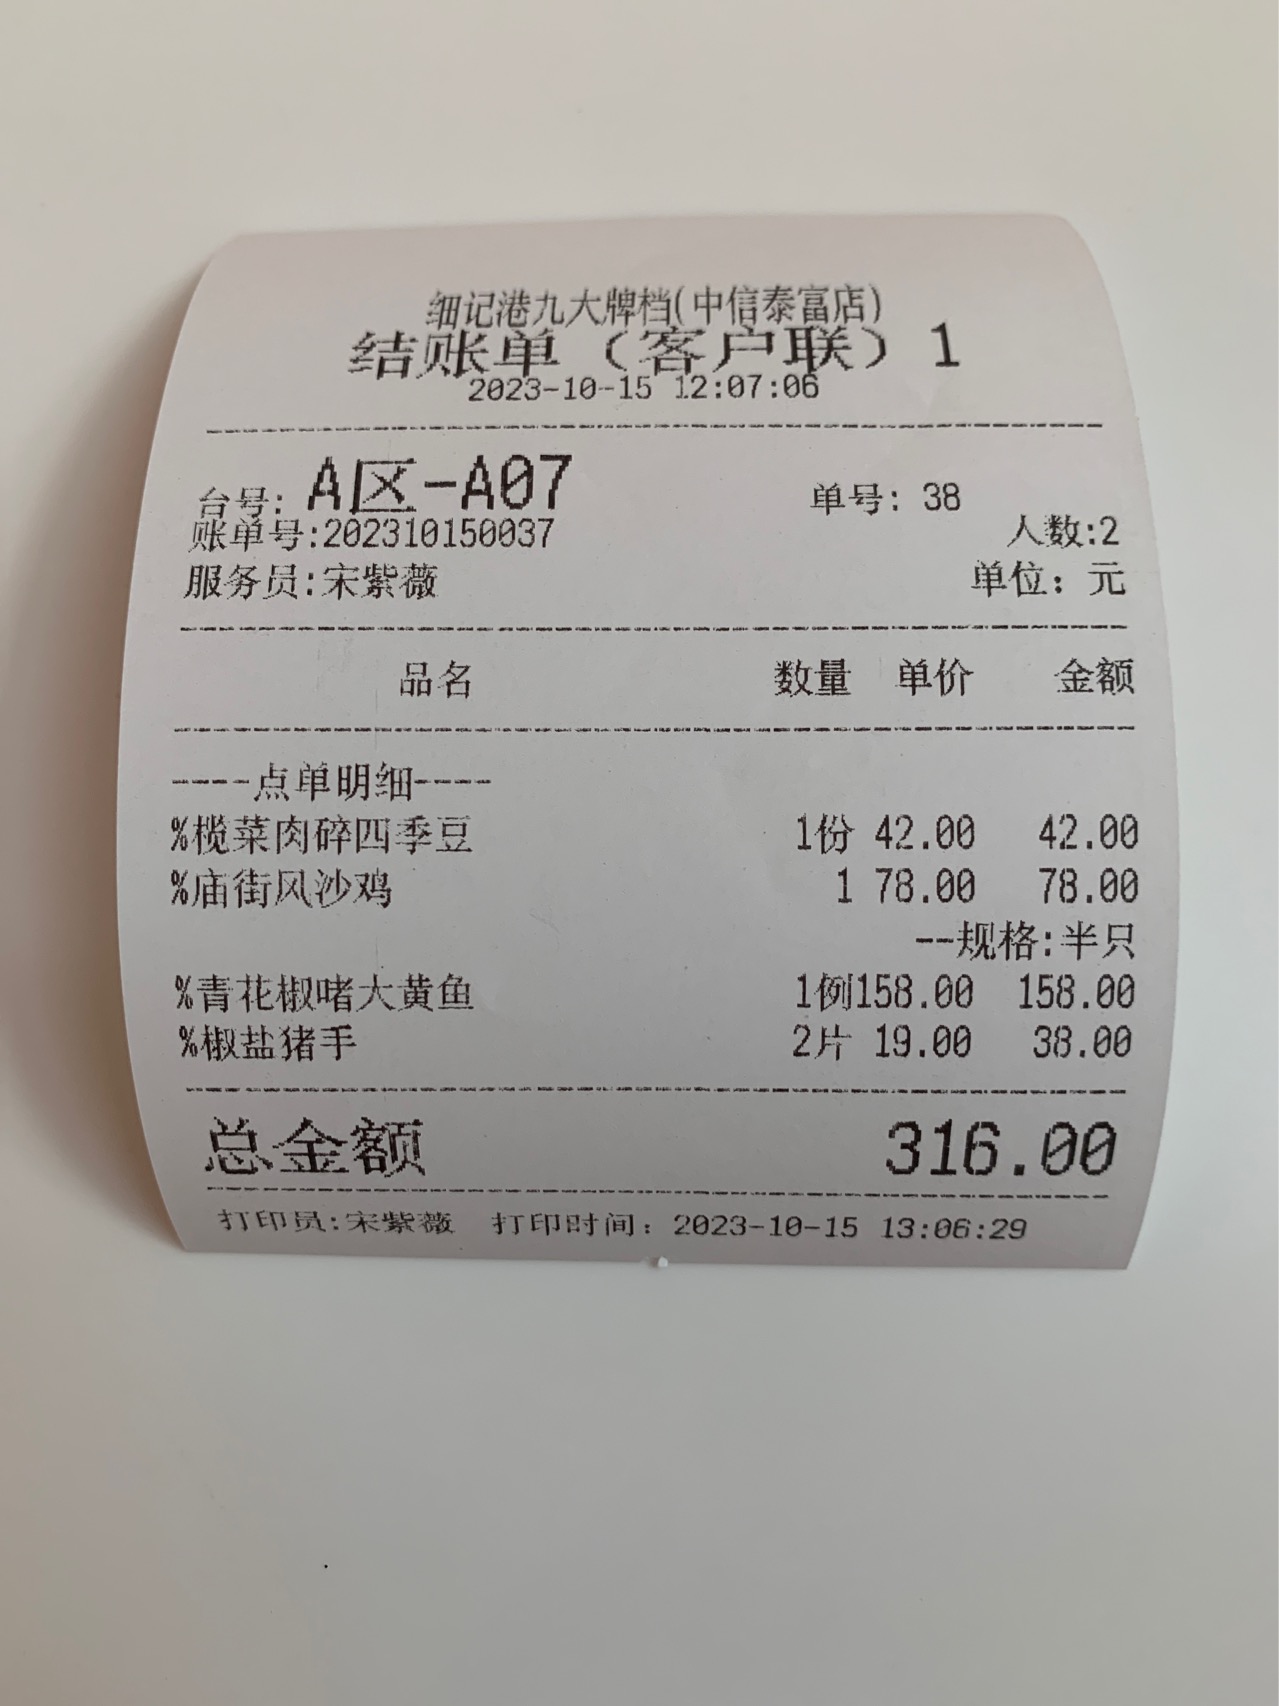 细记港九大牌档(中信泰富店)
结账单（客户联）1
2023-10-15 12:07:06
台号: A区-A07 单号: 38
账单号:202310150037 人数:2
服务员:宋紫薇 单位: 元
品名 数量 单价 金额
----点单明细----
%榄菜肉碎四季豆 1份 42.00 42.00
%庙街风沙鸡 1 78.00 78.00
--规格:半只
%青花椒啫大黄鱼 1例158.00 158.00
%椒盐猪手 2片 19.00 38.00
总金额 316.00
打印员:宋紫薇 打印时间: 2023-10-15 13:06:29